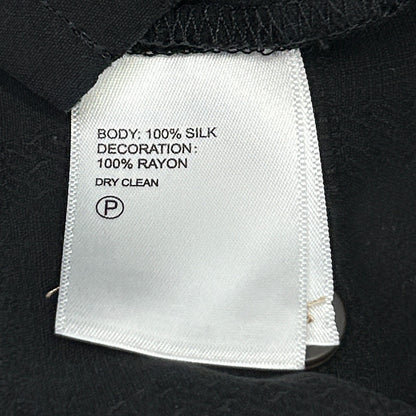 BODY: 100% SILK
DECORATION:
100% RAYON
DRY CLEAN
P